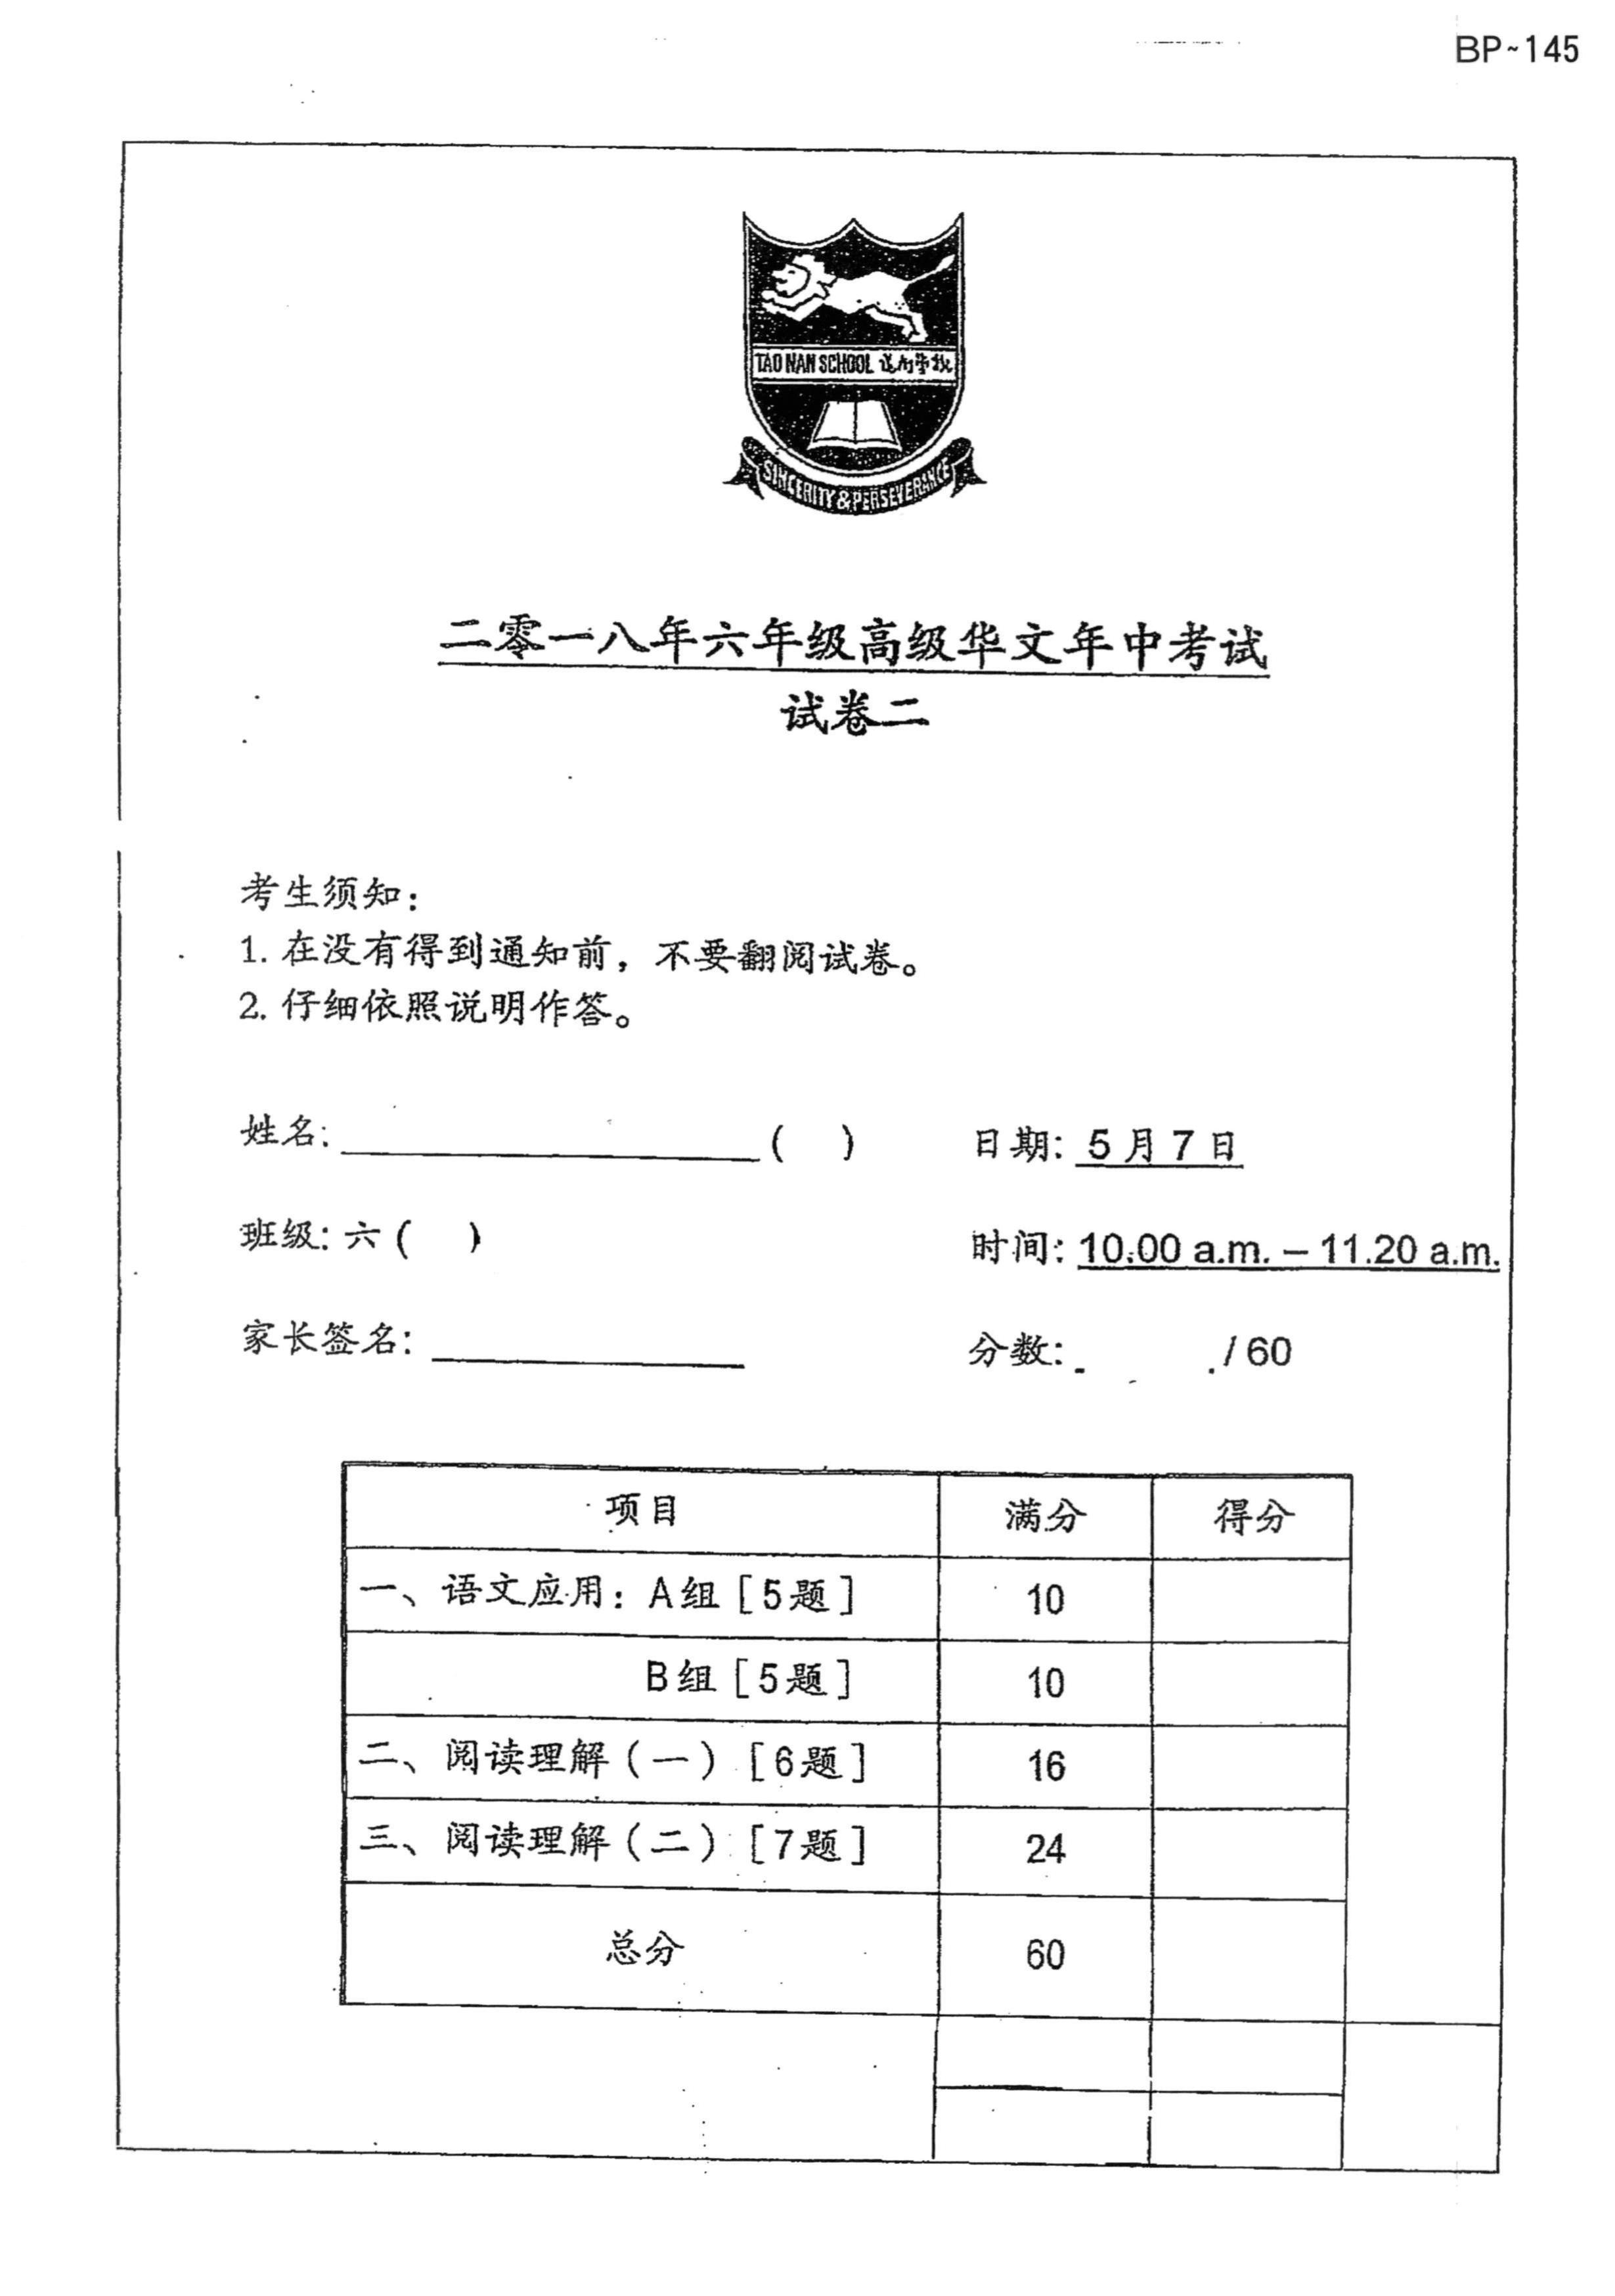 BP~145
TAO NAN SCHOOL 道南学校
SINCERITY & PERSEVERANCE
二零一八年六年级高级华文年中考试
试卷二
考生须知：
1. 在没有得到通知前，不要翻阅试卷。
2. 仔细依照说明作答。
姓名: ( ) 日期: 5 月 7 日
班级: 六 ( ) 时间: 10.00 a.m. – 11.20 a.m.
家长签名: 分数: / 60
项目 满分 得分
一、语文应用：A组［5题］ 10
B组［5题］ 10
二、阅读理解（一）［6题］ 16
三、阅读理解（二）［7题］ 24
总分 60